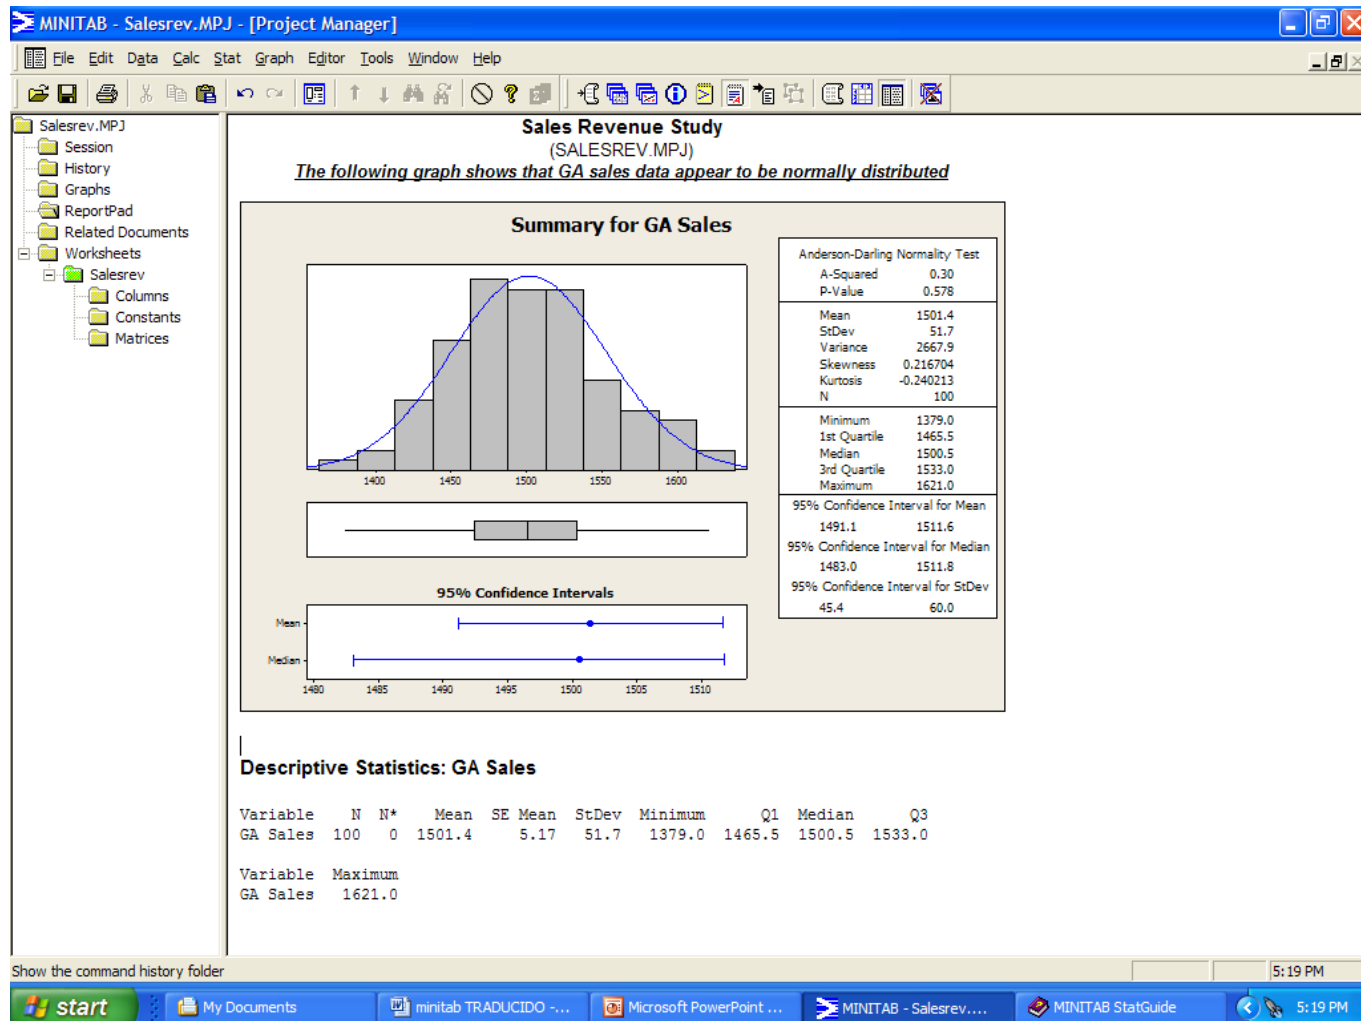 MINITAB - Salesrev.MPJ - [Project Manager]
File Edit Data Calc Stat Graph Editor Tools Window Help
Salesrev.MPJ
Session
History
Graphs
ReportPad
Related Documents
Worksheets
Salesrev
Columns
Constants
Matrices
Sales Revenue Study
(SALESREV.MPJ)
The following graph shows that GA sales data appear to be normally distributed
Summary for GA Sales
1400 1450 1500 1550 1600
95% Confidence Intervals
Mean
Median
1480 1485 1490 1495 1500 1505 1510
Anderson-Darling Normality Test
A-Squared 0.30
P-Value 0.578
Mean 1501.4
StDev 51.7
Variance 2667.9
Skewness 0.216704
Kurtosis -0.240213
N 100
Minimum 1379.0
1st Quartile 1465.5
Median 1500.5
3rd Quartile 1533.0
Maximum 1621.0
95% Confidence Interval for Mean
1491.1 1511.6
95% Confidence Interval for Median
1483.0 1511.8
95% Confidence Interval for StDev
45.4 60.0
Descriptive Statistics: GA Sales
Variable N N* Mean SE Mean StDev Minimum Q1 Median Q3
GA Sales 100 0 1501.4 5.17 51.7 1379.0 1465.5 1500.5 1533.0
Variable Maximum
GA Sales 1621.0
Show the command history folder 5:19 PM
start My Documents minitab TRADUCIDO -... Microsoft PowerPoint ... MINITAB - Salesrev.... MINITAB StatGuide 5:19 PM